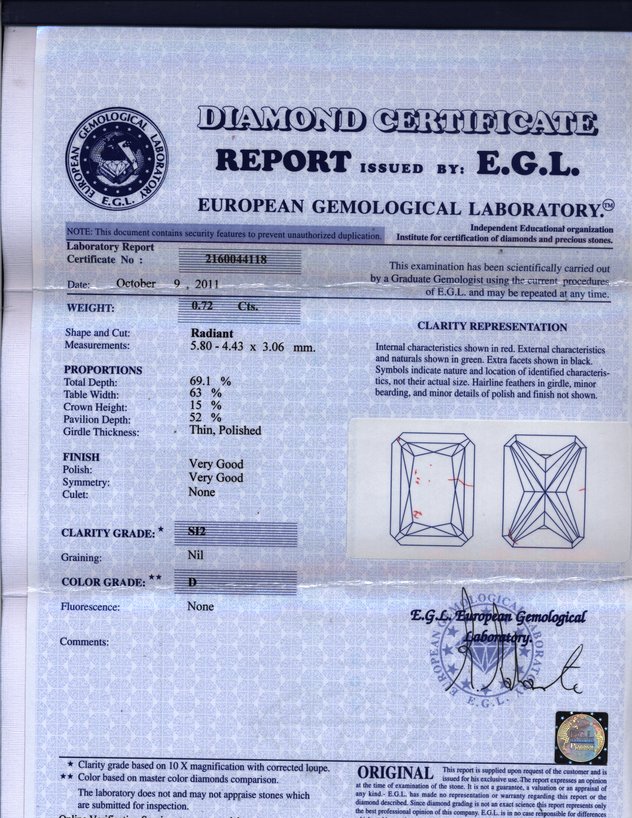 DIAMOND CERTIFICATE
REPORT ISSUED BY: E.G.L.
EUROPEAN GEMOLOGICAL LABORATORY.™
EUROPEAN GEMOLOGICAL LABORATORY
E.G.L.
Independent Educational organization
Institute for certification of diamonds and precious stones.
NOTE: This document contains security features to prevent unauthorized duplication.
Laboratory Report
Certificate No : 2160044118
Date: October 9 , 2011
This examination has been scientifically carried out
by a Graduate Gemologist using the current procedures
of E.G.L. and may be repeated at any time.
WEIGHT: 0.72 Cts.
Shape and Cut: Radiant
Measurements: 5.80 - 4.43 × 3.06 mm.
CLARITY REPRESENTATION
Internal characteristics shown in red. External characteristics
and naturals shown in green. Extra facets shown in black.
Symbols indicate nature and location of identified characteris-
tics, not their actual size. Hairline feathers in girdle, minor
bearding, and minor details of polish and finish not shown.
PROPORTIONS
Total Depth: 69.1 %
Table Width: 63 %
Crown Height: 15 %
Pavilion Depth: 52 %
Girdle Thickness: Thin, Polished
FINISH
Polish: Very Good
Symmetry: Very Good
Culet: None
CLARITY GRADE: * SI2
Graining: Nil
COLOR GRADE: ** D
Fluorescence: None
Comments:
E.G.L. European Gemological
Laboratory.
EUROPEAN GEMOLOGICAL LABORATORY
E.G.L.
* Clarity grade based on 10 X magnification with corrected loupe.
** Color based on master color diamonds comparison.
The laboratory does not and may not appraise stones which
are submitted for inspection.
ORIGINAL This report is supplied upon request of the customer and is
issued for his exclusive use. The report expresses an opinion
at the time of examination of the stone. It is not a guarantee, a valuation or an appraisal of
any kind.- E.G.L. has made no representation or warranty regarding this report or the
diamond described. Since diamond grading is not an exact science this report represents only
the best professional opinion of this company. E.G.L. is in no case responsible for differences